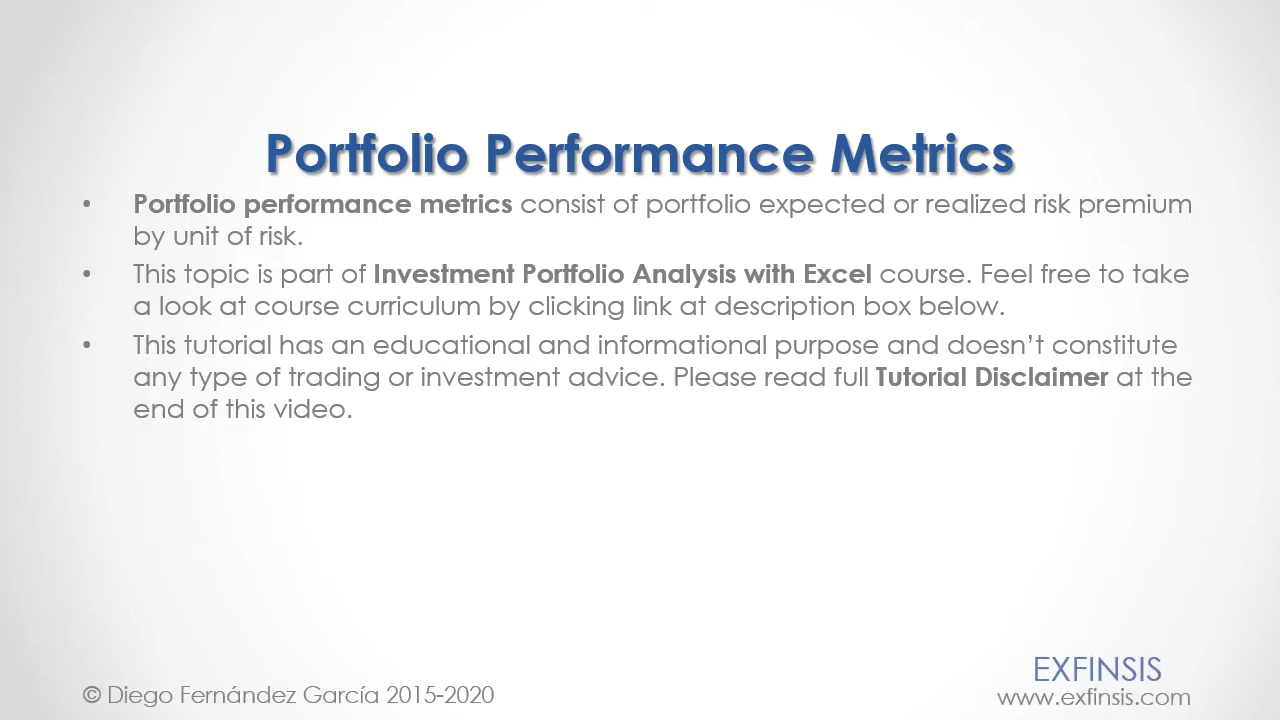 Portfolio Performance Metrics
• Portfolio performance metrics consist of portfolio expected or realized risk premium
by unit of risk.
• This topic is part of Investment Portfolio Analysis with Excel course. Feel free to take
a look at course curriculum by clicking link at description box below.
• This tutorial has an educational and informational purpose and doesn’t constitute
any type of trading or investment advice. Please read full Tutorial Disclaimer at the
end of this video.
EXFINSIS
© Diego Fernández García 2015-2020
www.exfinsis.com